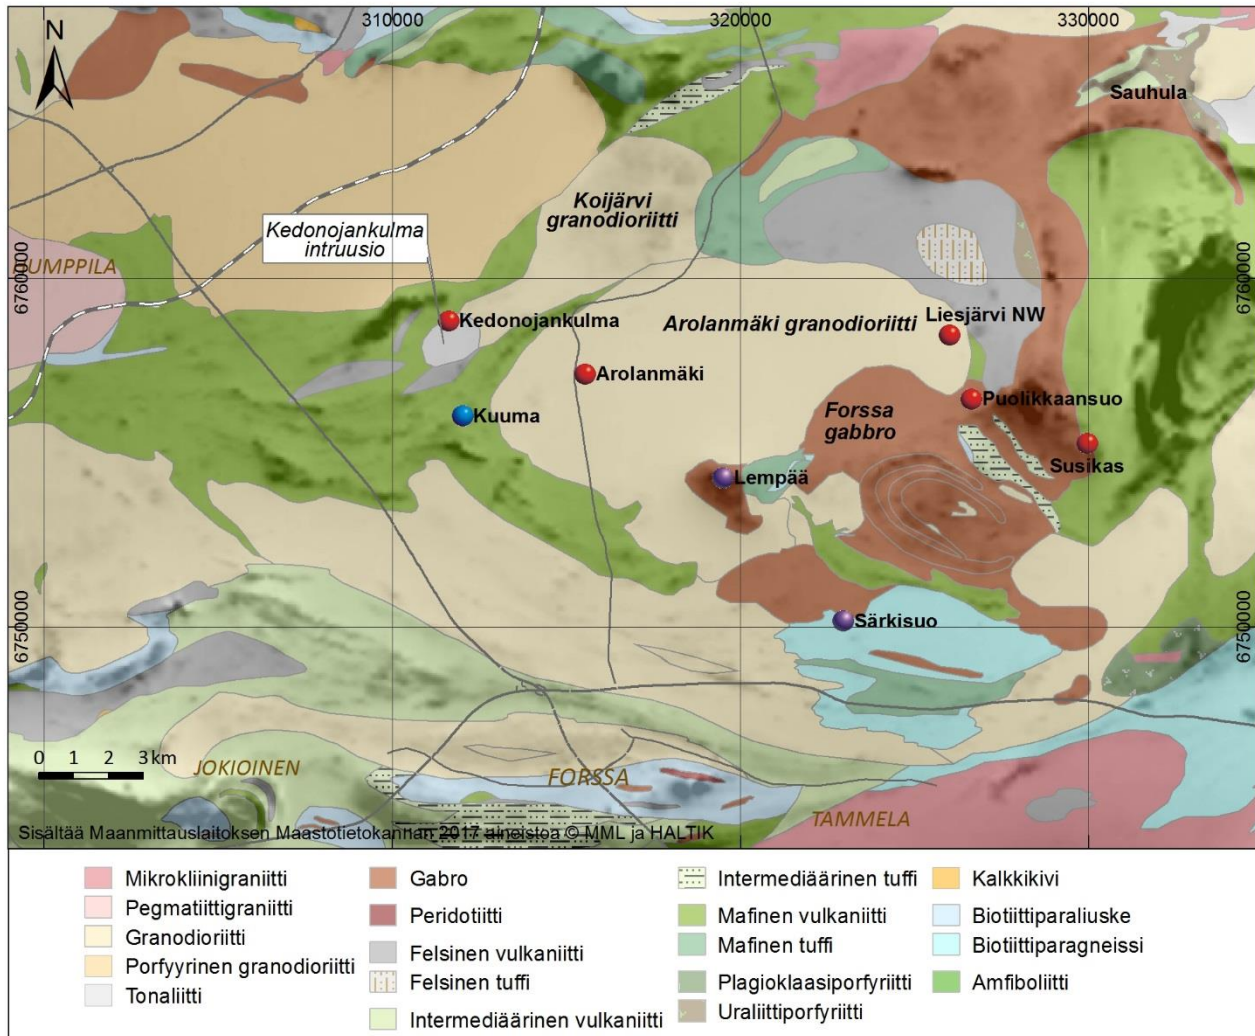 310000
320000
330000
N
Sauhula
Koijärvi
granodioriitti
Kedonojankulma
intruusio
UMPPILA
6760000
6760000
Kedonojankulma
Arolanmäki granodioriitti
Liesjärvi NW
Arolanmäki
Puolikkaansuo
Kuuma
Forssa
gabbro
Susikas
Lempää
6750000
Särkisuo
6750000
0 1 2 3 km
JOKIOINEN
FORSSA
TAMMELA
Sisältää Maanmittauslaitoksen Maastotietokannan 2017 aineistoa © MML ja HALTIK
Mikrokliinigraniitti
Pegmatiittigraniitti
Granodioriitti
Porfyyrinen granodioriitti
Tonaliitti
Gabro
Peridotiitti
Felsinen vulkaniitti
Felsinen tuffi
Intermediäärinen vulkaniitti
Intermediäärinen tuffi
Mafinen vulkaniitti
Mafinen tuffi
Plagioklaasiporfyriitti
Uraliittiporfyriitti
Kalkkikivi
Biotiittiparaliuske
Biotiittiparagneissi
Amfiboliitti